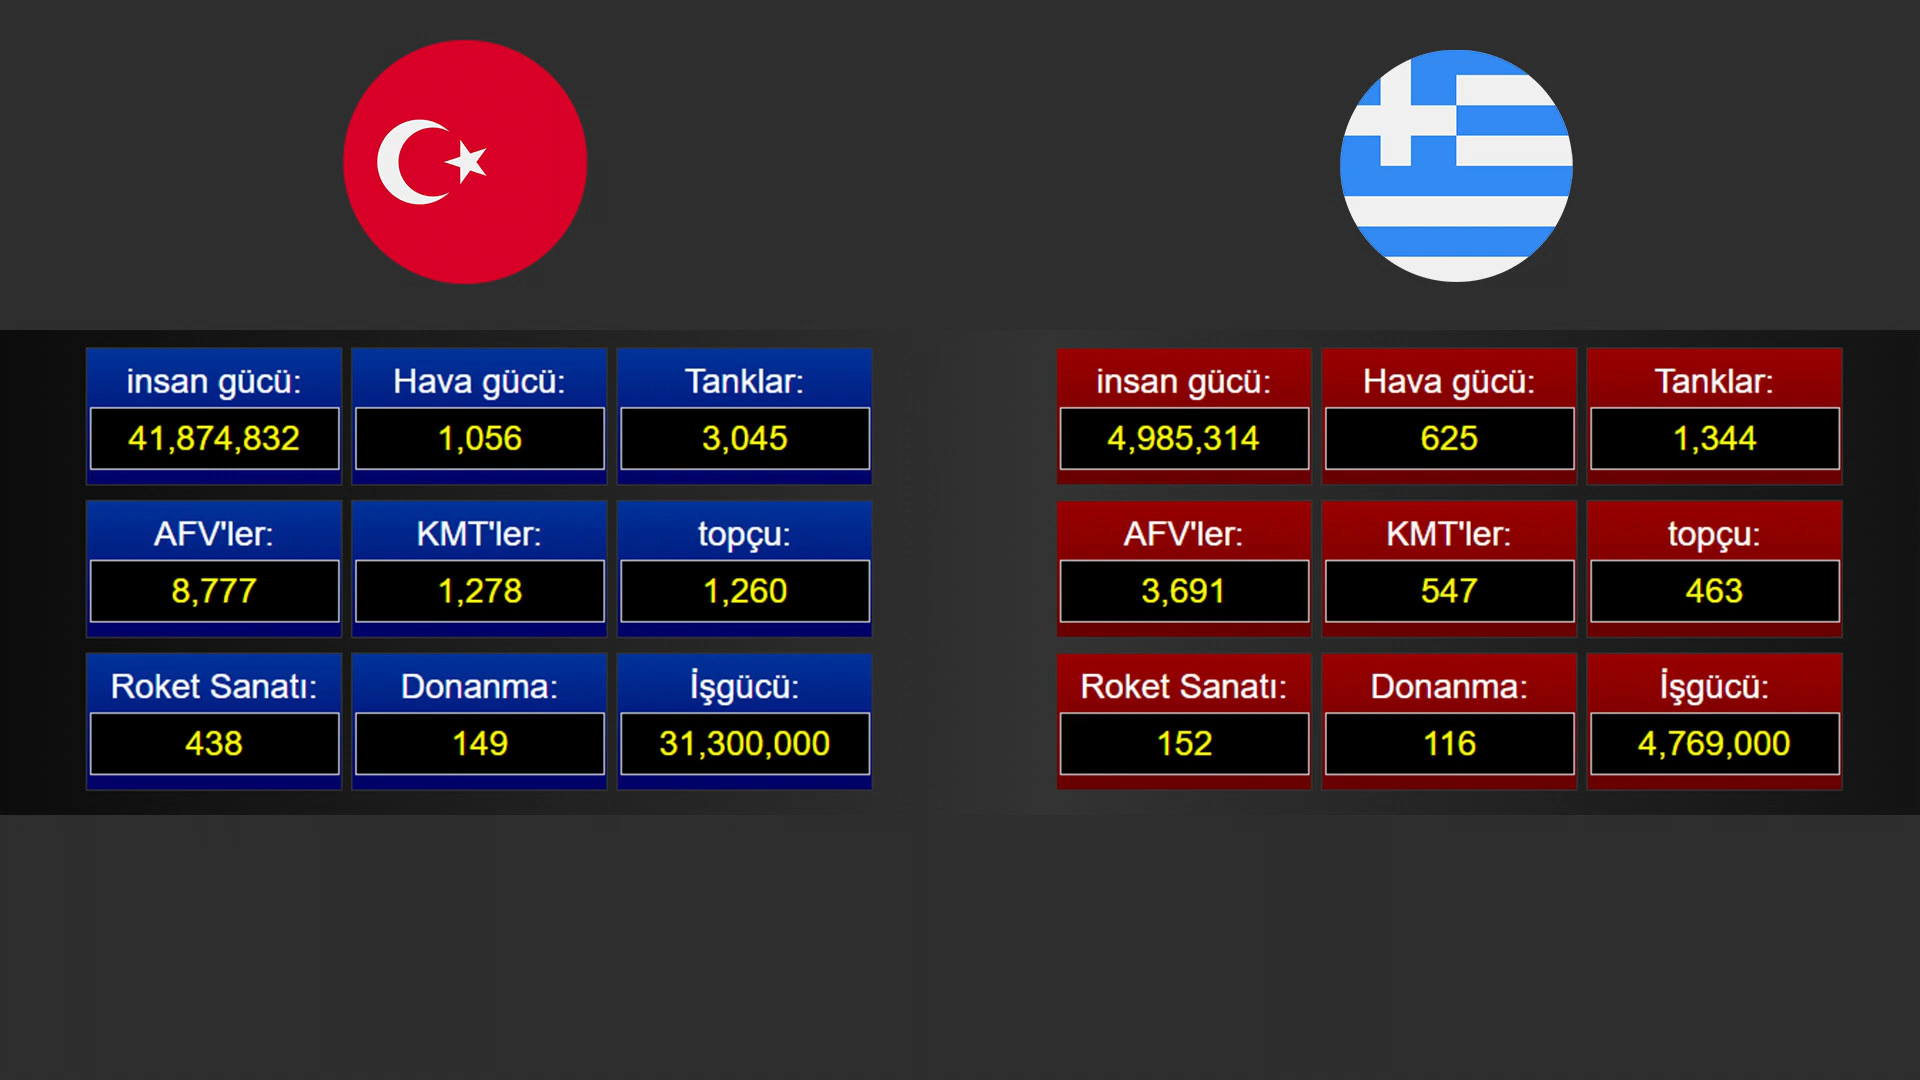 insan gücü: Hava gücü: Tanklar:
41,874,832 1,056 3,045
AFV'ler: KMT'ler: topçu:
8,777 1,278 1,260
Roket Sanatı: Donanma: İşgücü:
438 149 31,300,000
insan gücü: Hava gücü: Tanklar:
4,985,314 625 1,344
AFV'ler: KMT'ler: topçu:
3,691 547 463
Roket Sanatı: Donanma: İşgücü:
152 116 4,769,000